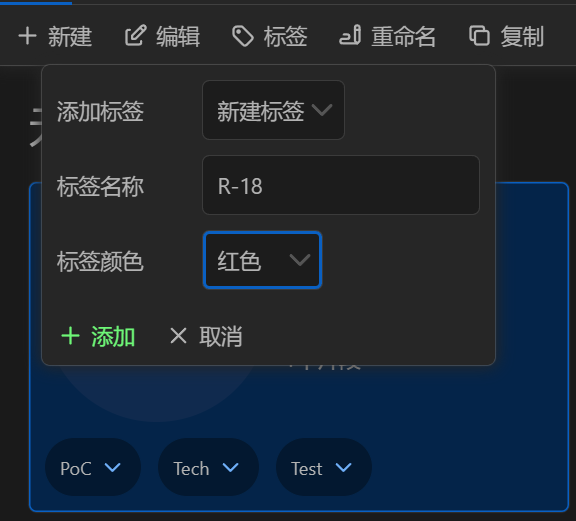 新建 编辑 标签 重命名 复制
添加标签 新建标签
标签名称 R-18
标签颜色 红色
添加 取消
PoC Tech Test